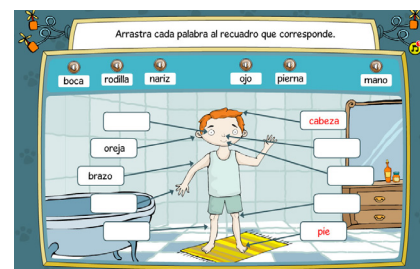 Arrastra cada palabra al recuadro que corresponde.
boca rodilla nariz ojo pierna mano
cabeza
oreja
brazo
pie